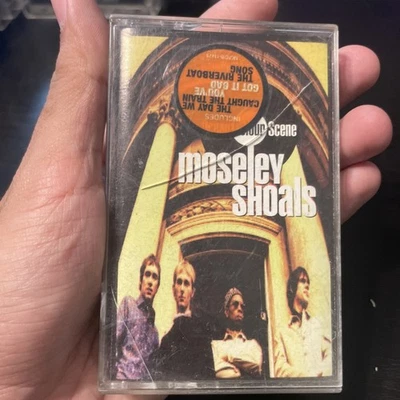 INCLUDES
THE DAY WE
CAUGHT THE TRAIN
YOU'VE
GOT IT BAD
THE RIVERBOAT
SONG
Scene
moseley
shoals